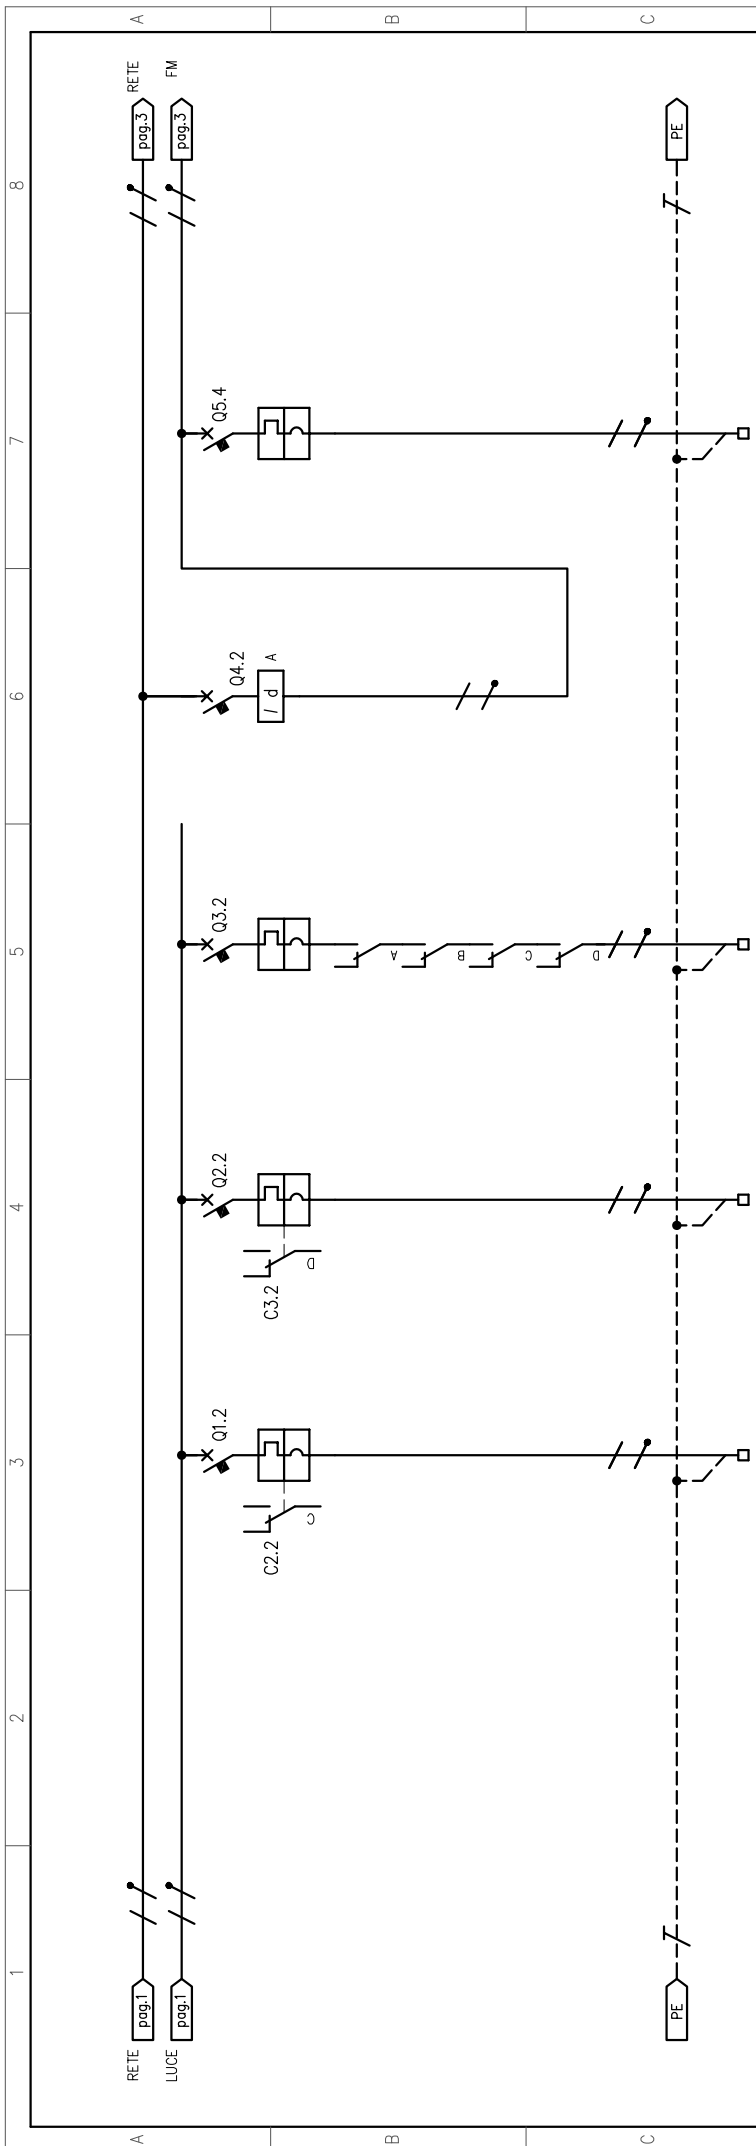 1
2
3
4
5
6
7
8
A
A
RETE
pag.1
pag.3
RETE
LUCE
pag.1
pag.3
FM
Q1.2
Q2.2
Q3.2
Q4.2
Q5.4
C2.2
C
C3.2
D
I d
A
B
B
A
B
C
D
C
C
PE
PE